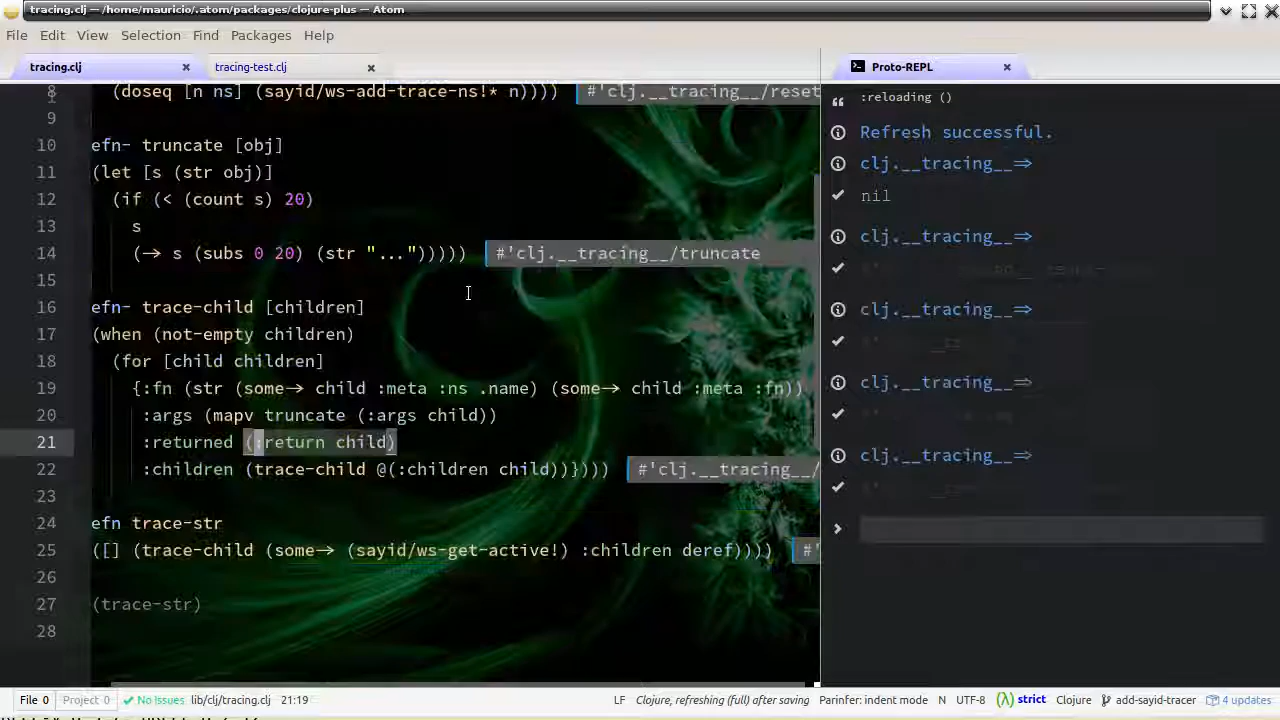 tracing.clj — /home/mauricio/.atom/packages/clojure-plus — Atom
File Edit View Selection Find Packages Help
tracing.clj
tracing-test.clj
8 (doseq [n ns] (sayid/ws-add-trace-ns!* n)))) #'clj.__tracing__/reset
9
10 efn- truncate [obj]
11 (let [s (str obj)]
12 (if (< (count s) 20)
13 s
14 (-> s (subs 0 20) (str "..."))))) #'clj.__tracing__/truncate
15
16 efn- trace-child [children]
17 (when (not-empty children)
18 (for [child children]
19 {:fn (str (some-> child :meta :ns .name) (some-> child :meta :fn))
20 :args (mapv truncate (:args child))
21 :returned (:return child)
22 :children (trace-child @(:children child))}))) #'clj.__tracing__/
23
24 efn trace-str
25 ([] (trace-child (some-> (sayid/ws-get-active!) :children deref)))) #'
26
27 (trace-str)
28
Proto-REPL
:reloading ()
Refresh successful.
clj.__tracing__=>
nil
clj.__tracing__=>
clj.__tracing__=>
clj.__tracing__=>
clj.__tracing__=>
File 0 Project 0 No Issues lib/clj/tracing.clj 21:19 LF Clojure, refreshing (full) after saving Parinfer: indent mode N UTF-8 (λ) strict Clojure add-sayid-tracer 4 updates